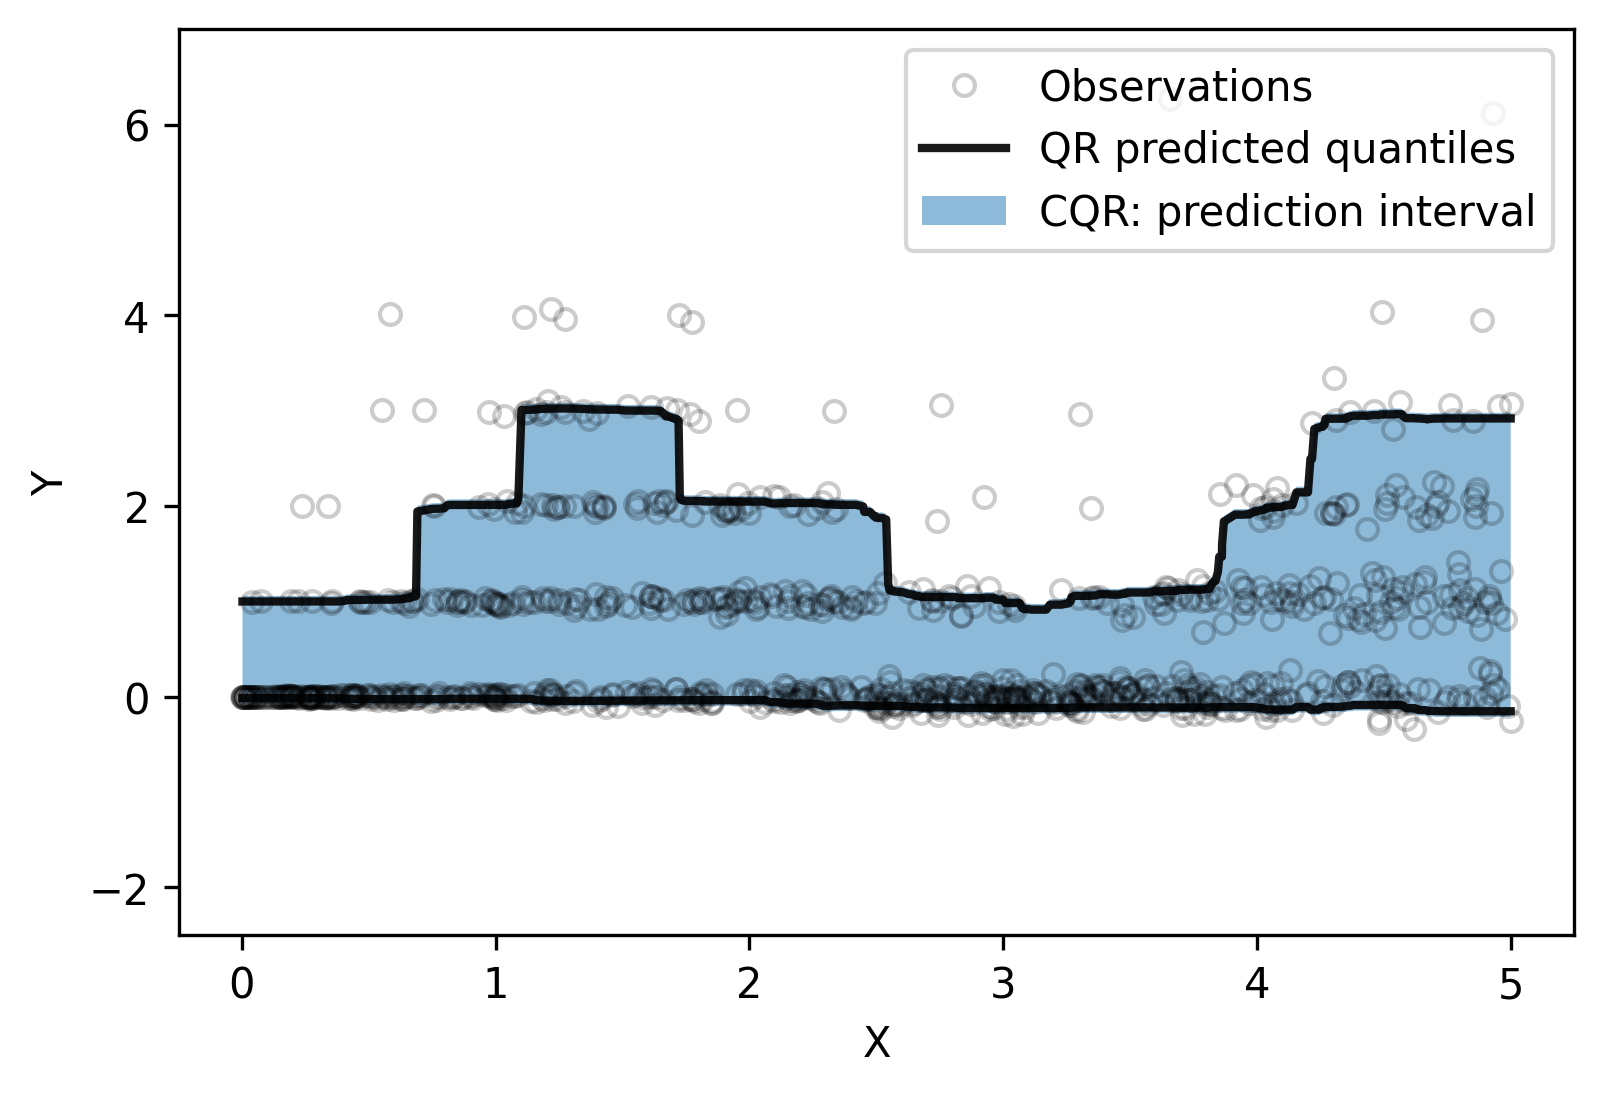 Observations
QR predicted quantiles
CQR: prediction interval
6
4
2
0
−2
Y
0 1 2 3 4 5
X